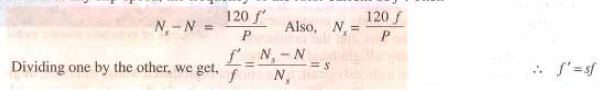 N_s − N = 120 f′ / P   Also, N_s = 120 f / P
Dividing one by the other, we get, f′ / f = N_s − N / N_s = s   ∴ f′ = sf